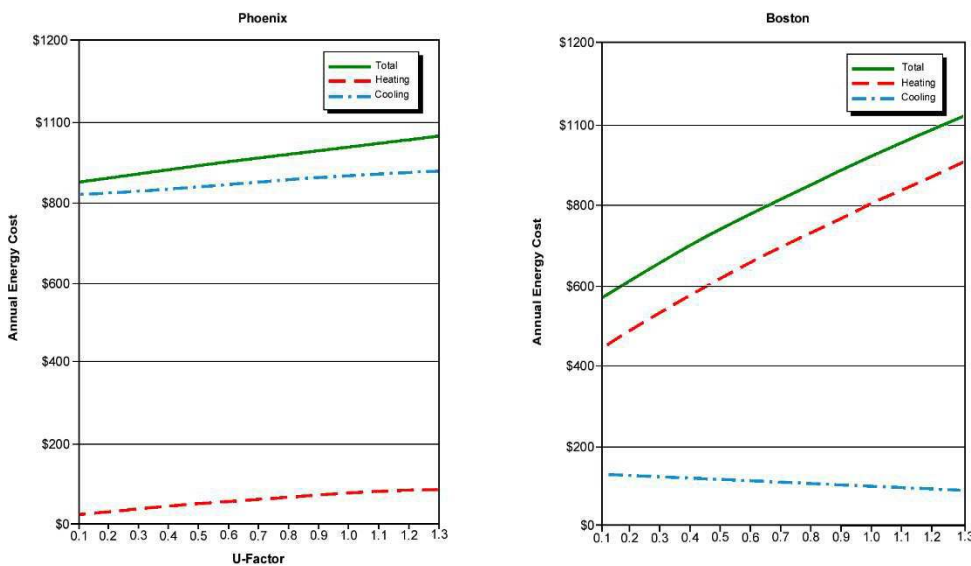 Phoenix
$1200
$1100
$800
$600
$400
$200
$0
Annual Energy Cost
Total
Heating
Cooling
0.1 0.2 0.3 0.4 0.5 0.6 0.7 0.8 0.9 1.0 1.1 1.2 1.3
U-Factor
Boston
$1200
$1100
$800
$600
$400
$200
$0
Annual Energy Cost
Total
Heating
Cooling
0.1 0.2 0.3 0.4 0.5 0.6 0.7 0.8 0.9 1.0 1.1 1.2 1.3